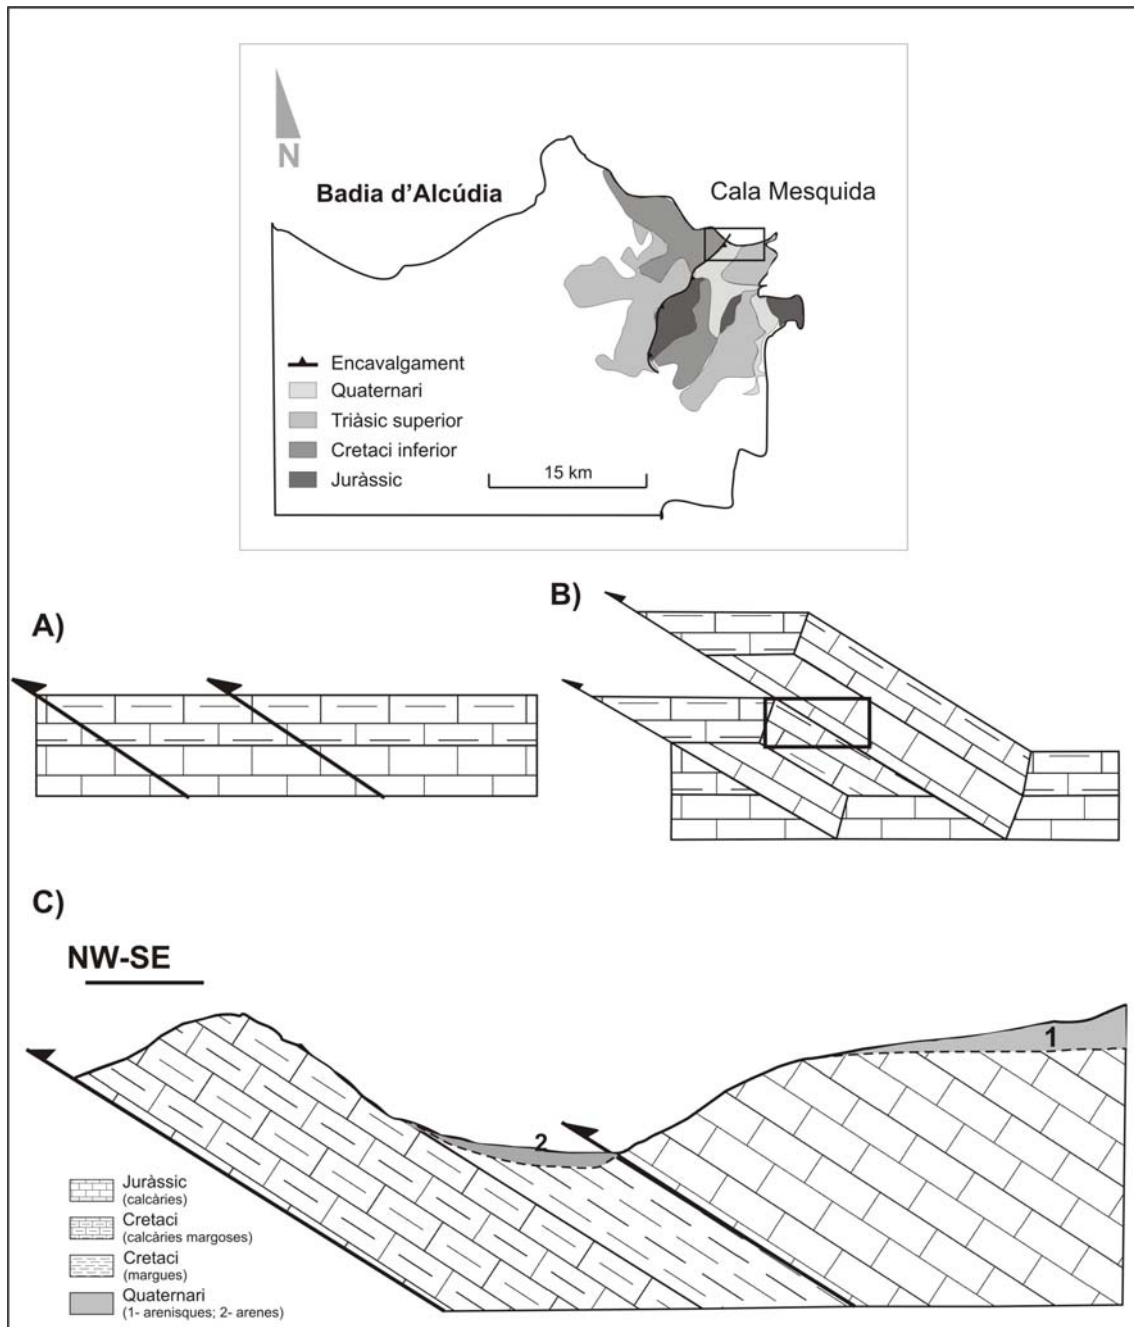 N
Badia d'Alcúdia
Cala Mesquida
Encavalgament
Quaternari
Triàsic superior
Cretaci inferior
Juràssic
15 km
A)
B)
C)
NW-SE
1
2
Juràssic
(calcàries)
Cretaci
(calcàries margoses)
Cretaci
(margues)
Quaternari
(1- arenisques; 2- arenes)